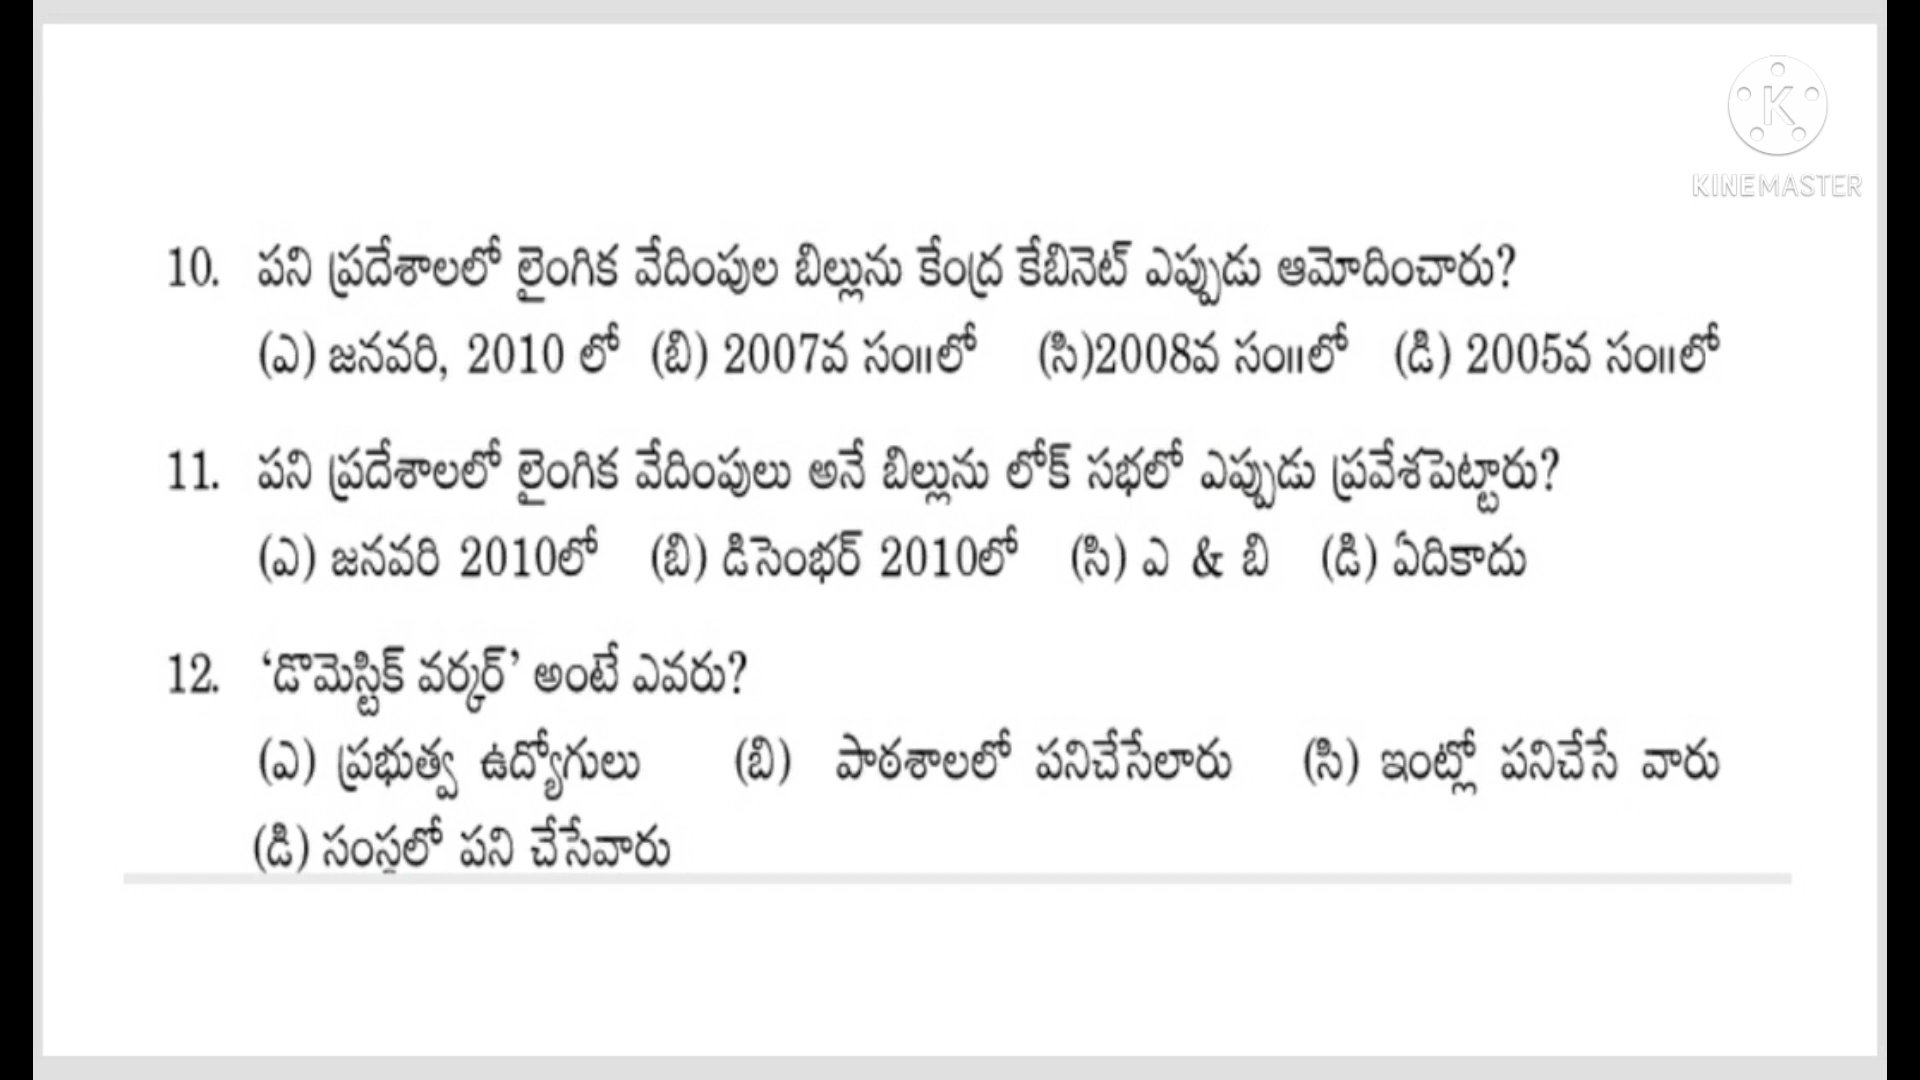 KINEMASTER
10. పని ప్రదేశాలలో లైంగిక వేదింపుల బిల్లును కేంద్ర కేబినెట్ ఎప్పుడు ఆమోదించారు?
(ఎ) జనవరి, 2010 లో (బి) 2007వ సం॥లో (సి)2008వ సం॥లో (డి) 2005వ సం॥లో
11. పని ప్రదేశాలలో లైంగిక వేదింపులు అనే బిల్లును లోక్ సభలో ఎప్పుడు ప్రవేశపెట్టారు?
(ఎ) జనవరి 2010లో (బి) డిసెంభర్ 2010లో (సి) ఎ & బి (డి) ఏదికాదు
12. ‘డొమెస్టిక్ వర్కర్’ అంటే ఎవరు?
(ఎ) ప్రభుత్వ ఉద్యోగులు (బి) పాఠశాలలో పనిచేసేలారు (సి) ఇంట్లో పనిచేసే వారు
(డి) సంస్థలో పని చేసేవారు